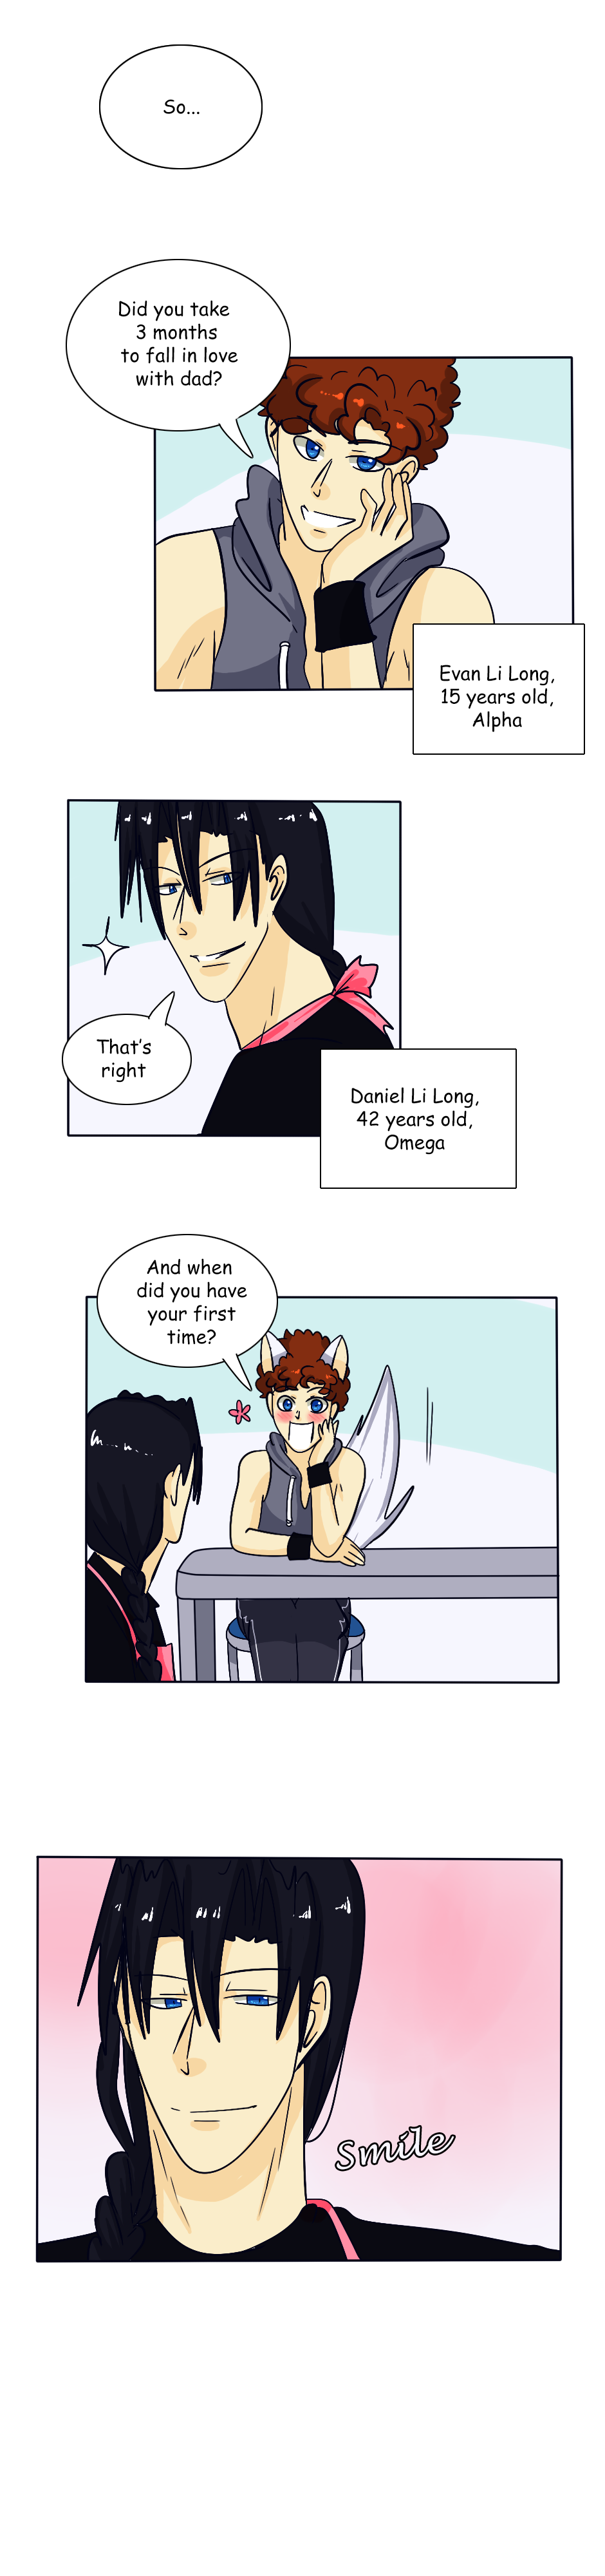 So...
Did you take
3 months
to fall in love
with dad?
Evan Li Long,
15 years old,
Alpha
That's
right
Daniel Li Long,
42 years old,
Omega
And when
did you have
your first
time?
Smile